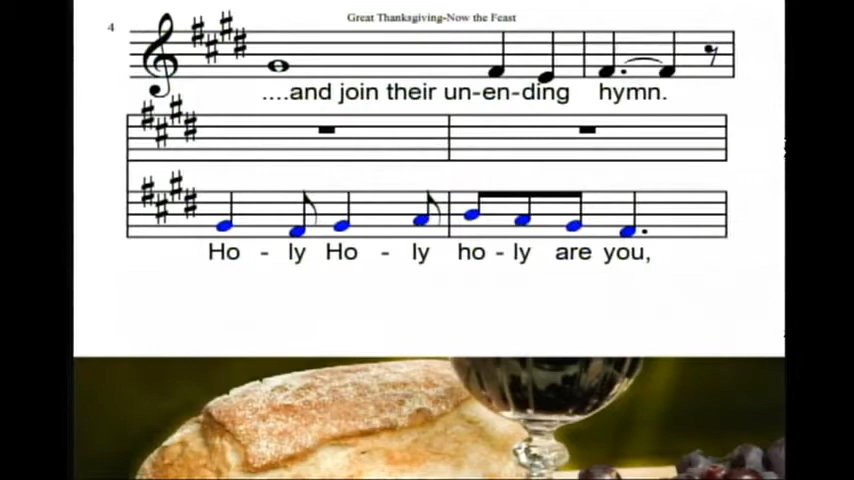 Great Thanksgiving-Now the Feast
4
....and join their un-en-ding hymn.
Ho - ly Ho - ly ho - ly are you,